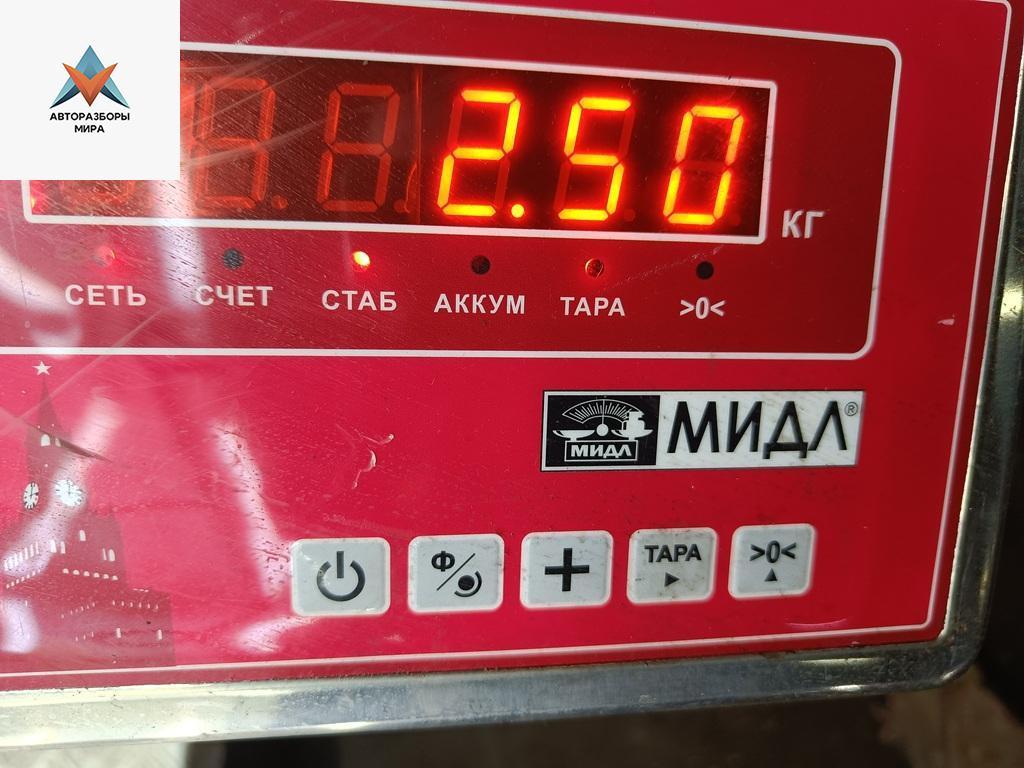 АВТОРАЗБОРЫ
МИРА
2.50
КГ
СЕТЬ СЧЕТ СТАБ АККУМ ТАРА >0<
МИДЛ МИДЛ®
Ф ТАРА >0<